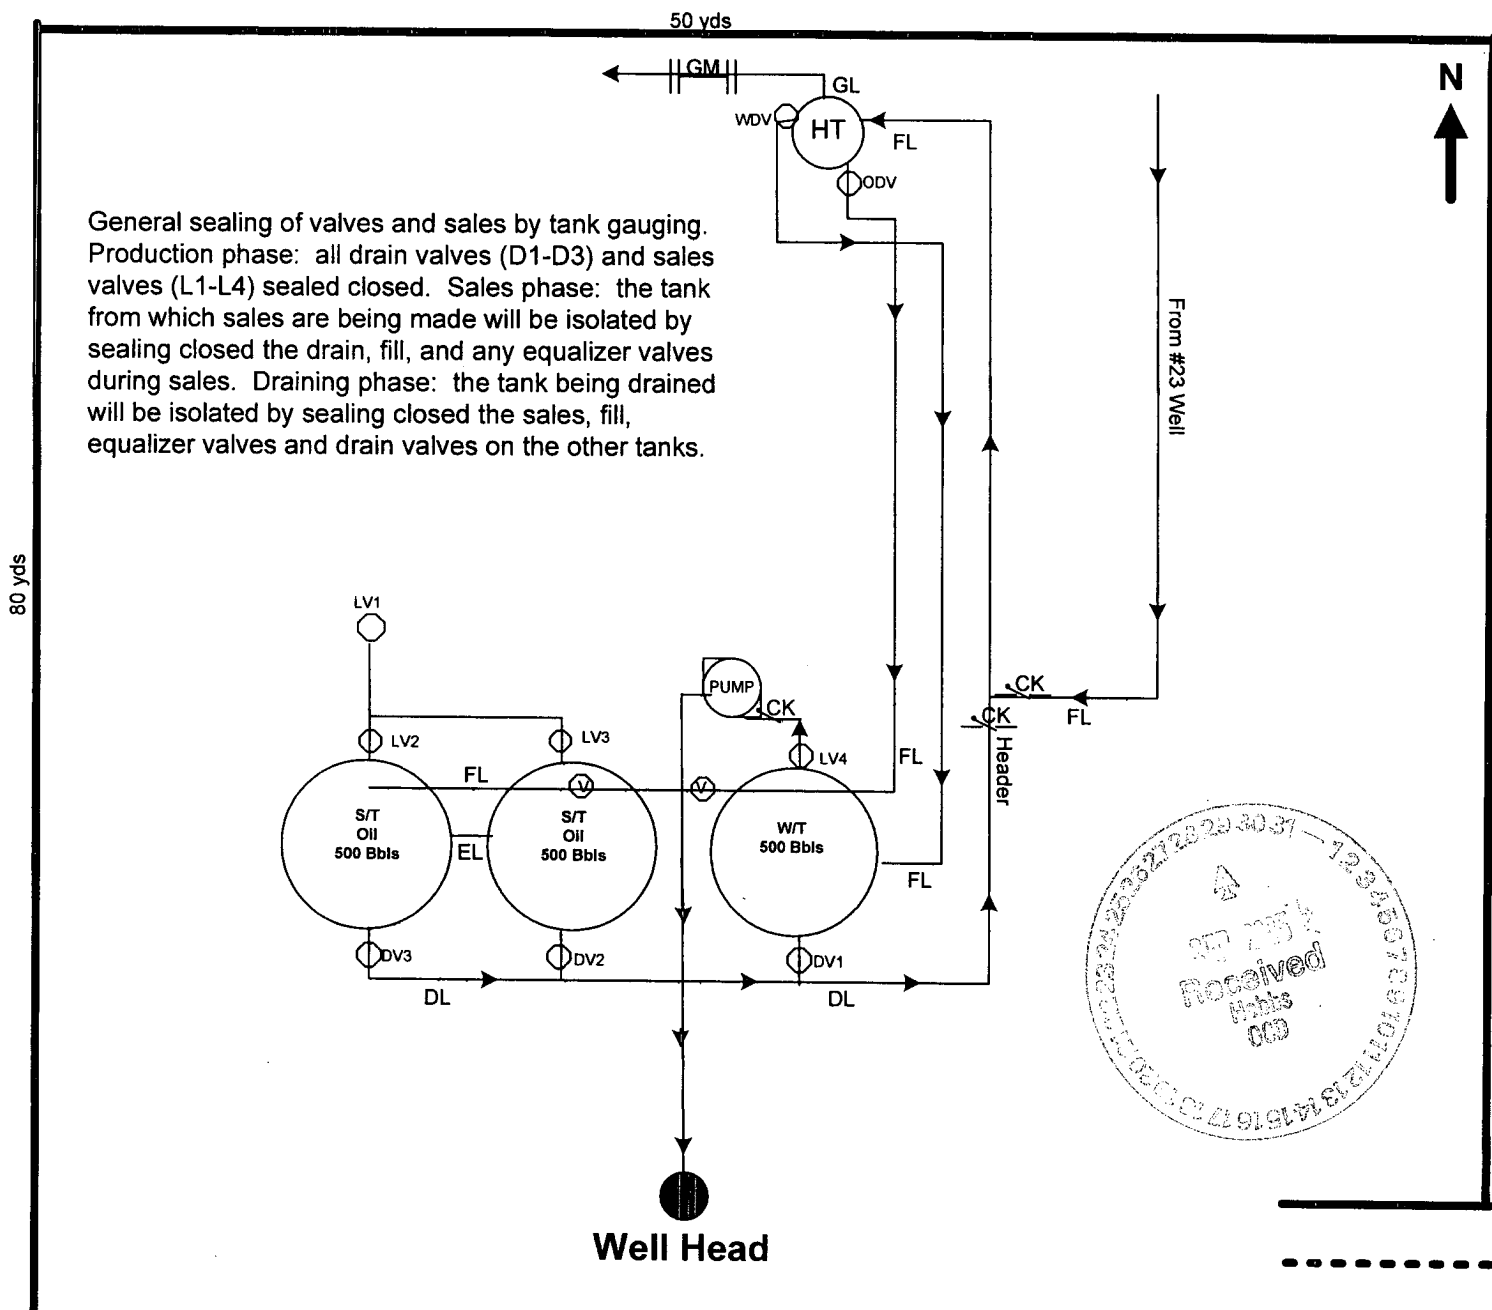 50 yds
GM
GL
N
WDV
HT
FL
ODV
General sealing of valves and sales by tank gauging.
Production phase: all drain valves (D1-D3) and sales
valves (L1-L4) sealed closed. Sales phase: the tank
from which sales are being made will be isolated by
sealing closed the drain, fill, and any equalizer valves
during sales. Draining phase: the tank being drained
will be isolated by sealing closed the sales, fill,
equalizer valves and drain valves on the other tanks.
From #23 Well
80 yds
LV1
PUMP
CK
CK
FL
CK
Header
LV2
LV3
LV4
FL
FL
V
V
S/T
Oil
500 Bbls
EL
S/T
Oil
500 Bbls
W/T
500 Bbls
FL
DV3
DV2
DV1
DL
DL
Received
Hobbs
OCD
Well Head